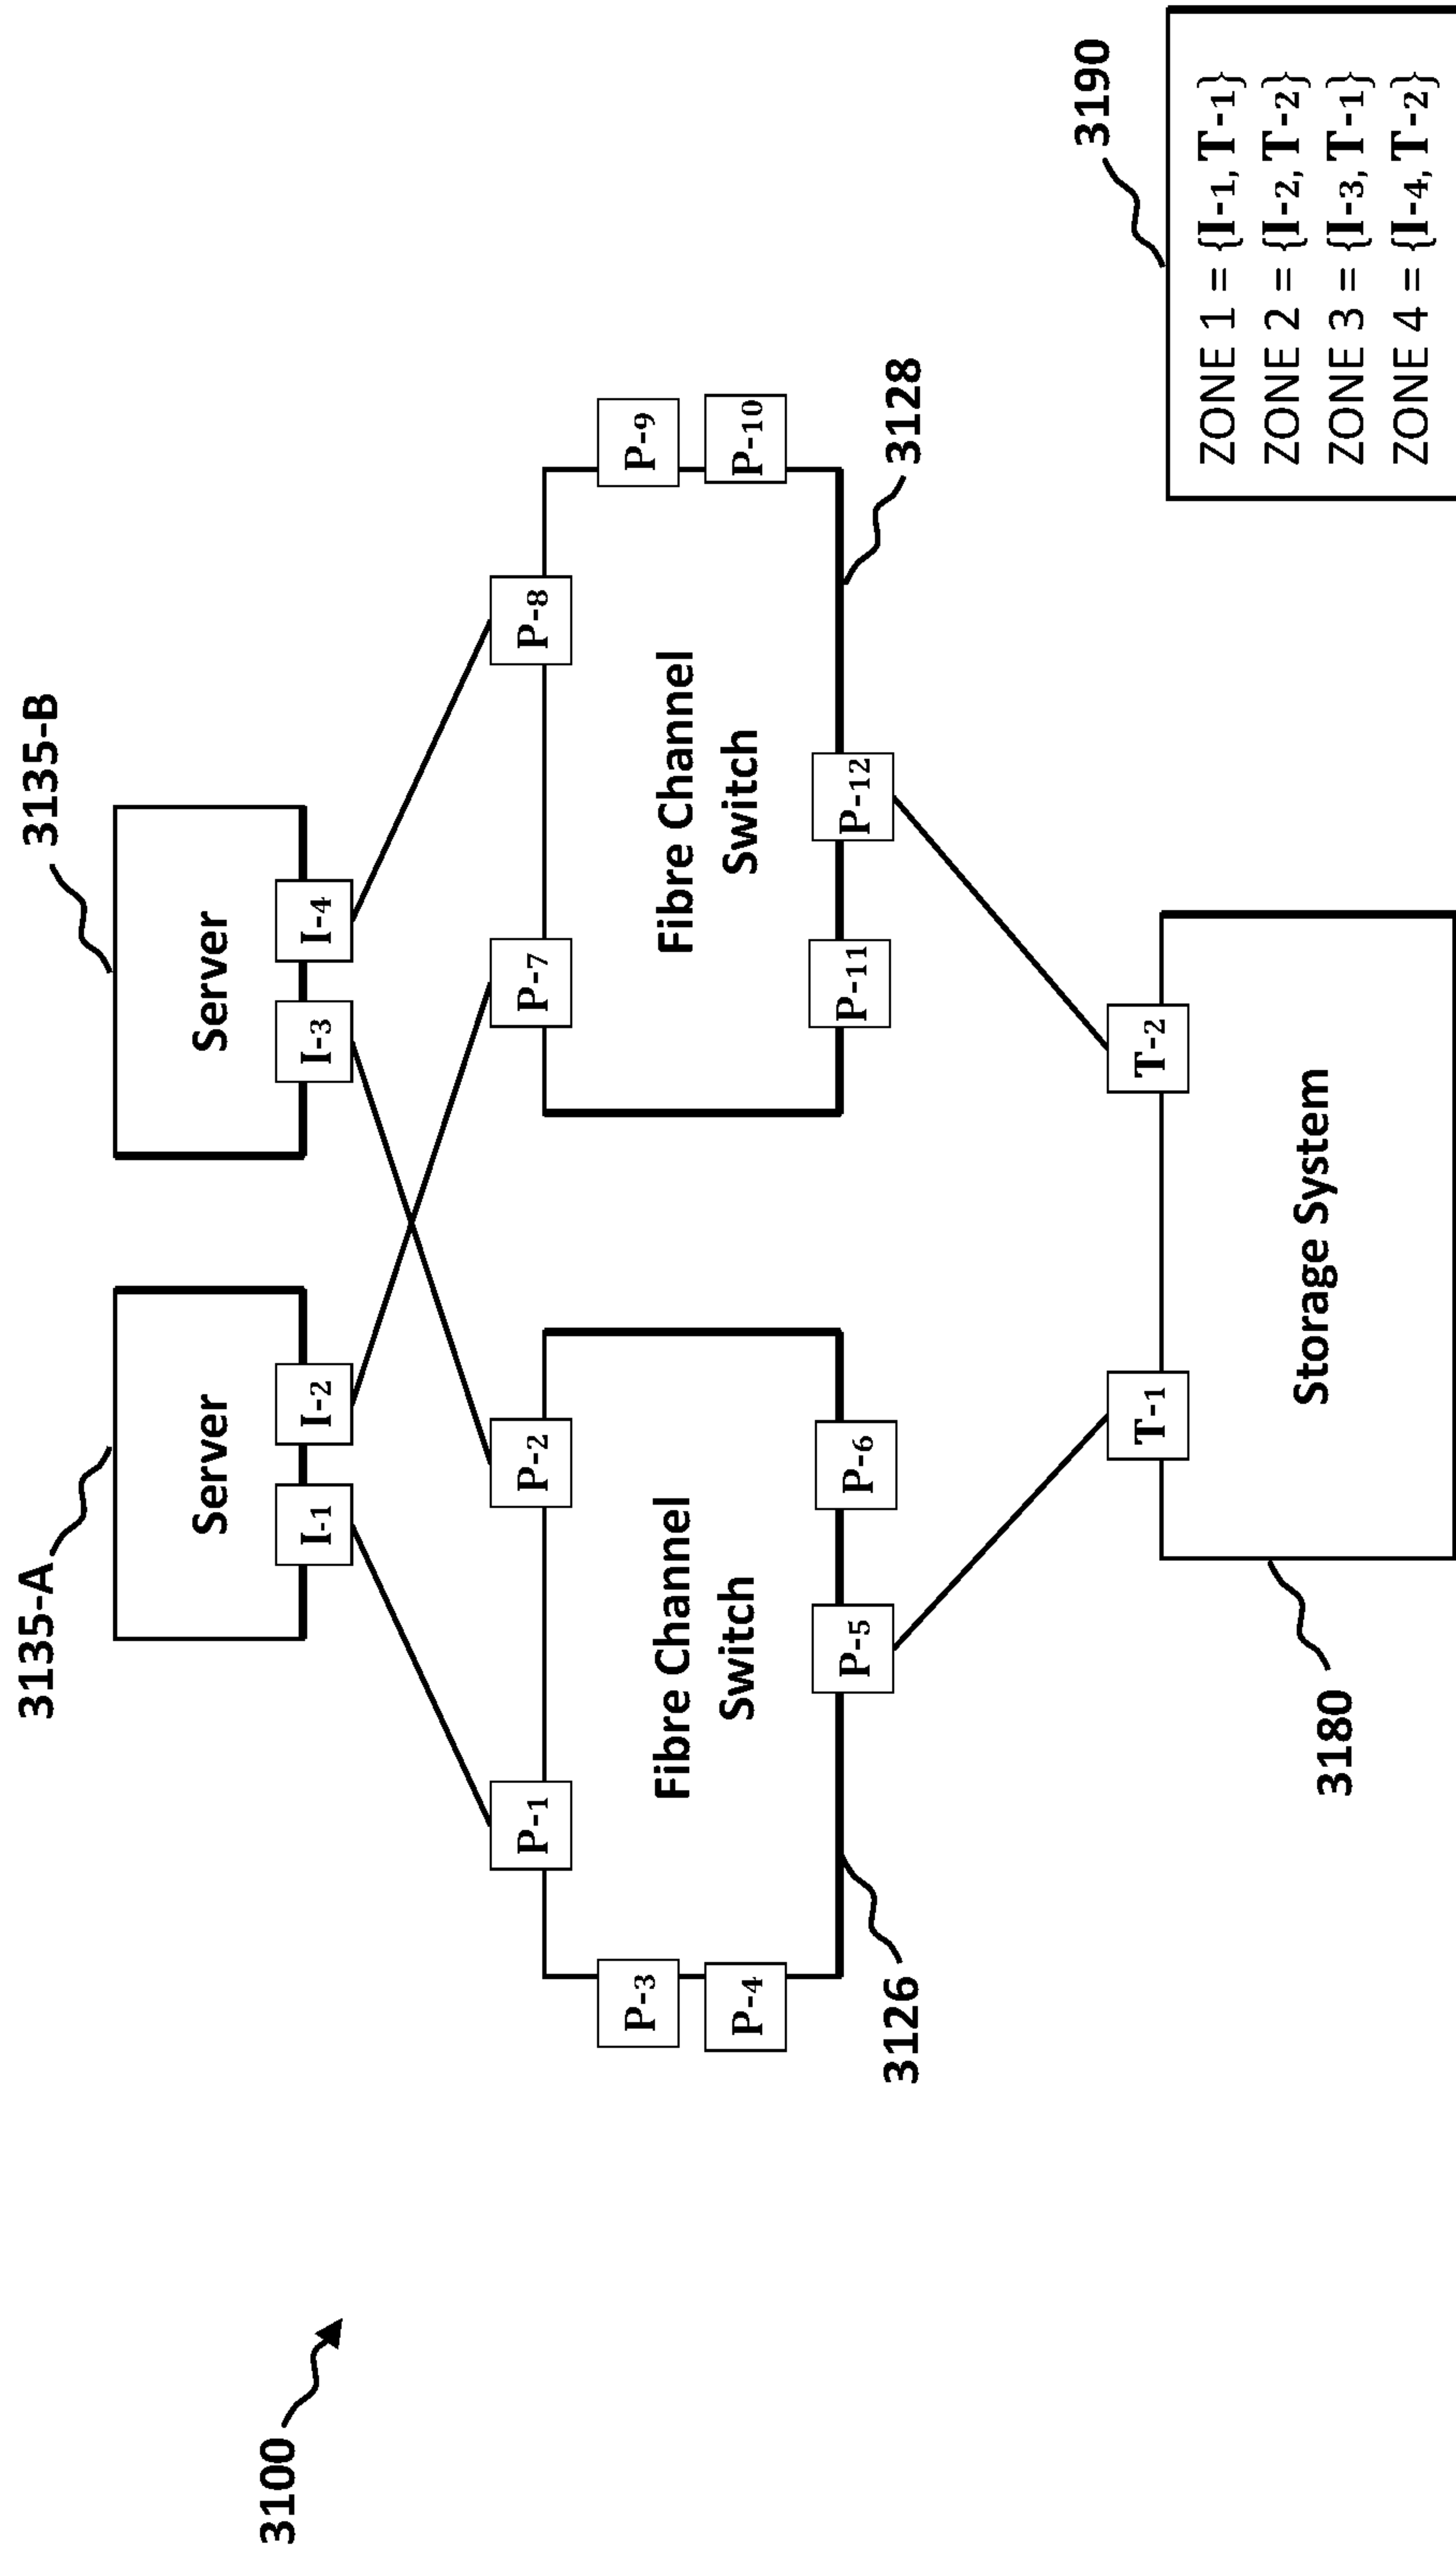 3100
3135-A
3135-B
Server
I-1
I-2
Server
I-3
I-4
P-1
P-2
P-3
P-4
Fibre Channel
Switch
P-5
P-6
3126
P-7
P-8
P-9
P-10
Fibre Channel
Switch
P-11
P-12
3128
T-1
T-2
Storage System
3180
3190
ZONE 1 = {I-1, T-1}
ZONE 2 = {I-2, T-2}
ZONE 3 = {I-3, T-1}
ZONE 4 = {I-4, T-2}